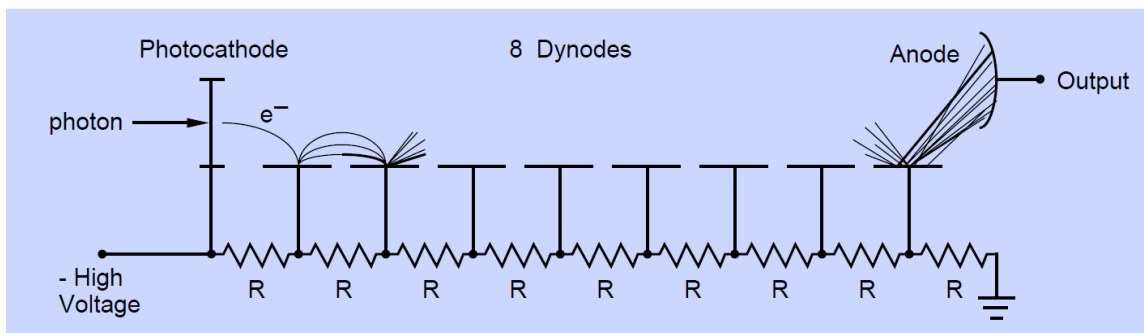 Photocathode
8 Dynodes
Anode
Output
photon
e−
- High
Voltage
R
R
R
R
R
R
R
R
R